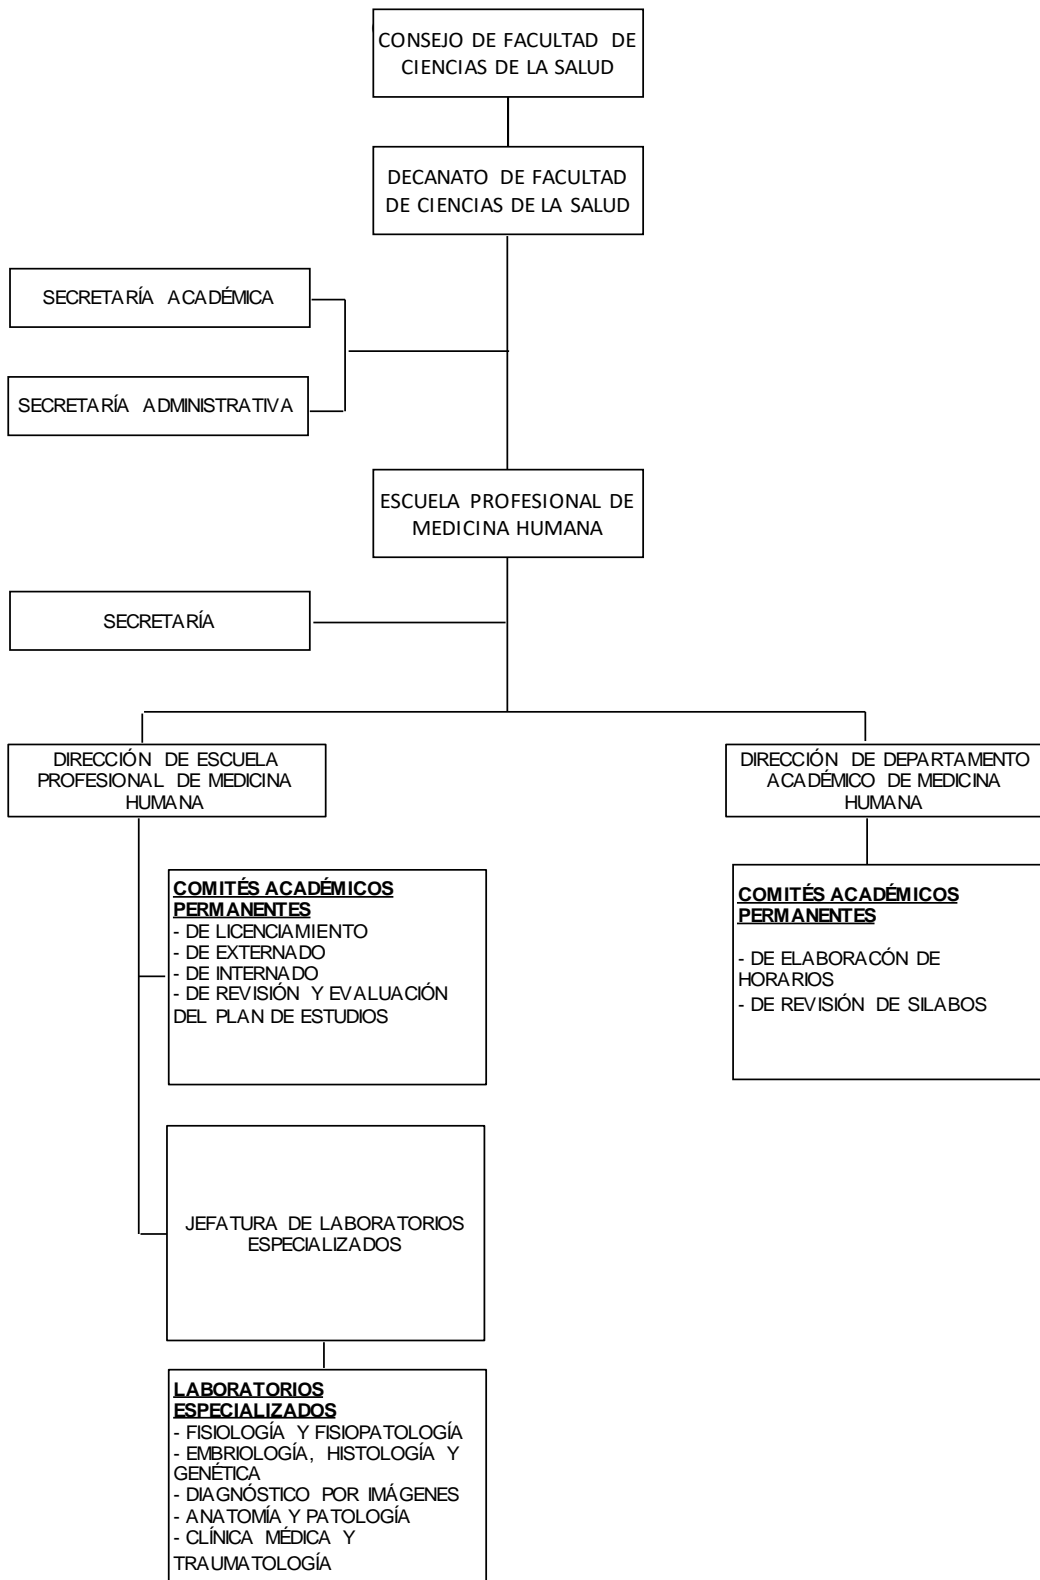 CONSEJO DE FACULTAD DE
CIENCIAS DE LA SALUD
DECANATO DE FACULTAD
DE CIENCIAS DE LA SALUD
SECRETARÍA ACADÉMICA
SECRETARÍA ADMINISTRATIVA
ESCUELA PROFESIONAL DE
MEDICINA HUMANA
SECRETARÍA
DIRECCIÓN DE ESCUELA
PROFESIONAL DE MEDICINA
HUMANA
DIRECCIÓN DE DEPARTAMENTO
ACADÉMICO DE MEDICINA
HUMANA
COMITÉS ACADÉMICOS
PERMANENTES
- DE LICENCIAMIENTO
- DE EXTERNADO
- DE INTERNADO
- DE REVISIÓN Y EVALUACIÓN
DEL PLAN DE ESTUDIOS
COMITÉS ACADÉMICOS
PERMANENTES
- DE ELABORACÓN DE
HORARIOS
- DE REVISIÓN DE SILABOS
JEFATURA DE LABORATORIOS
ESPECIALIZADOS
LABORATORIOS
ESPECIALIZADOS
- FISIOLOGÍA Y FISIOPATOLOGÍA
- EMBRIOLOGÍA, HISTOLOGÍA Y
GENÉTICA
- DIAGNÓSTICO POR IMÁGENES
- ANATOMÍA Y PATOLOGÍA
- CLÍNICA MÉDICA Y
TRAUMATOLOGÍA